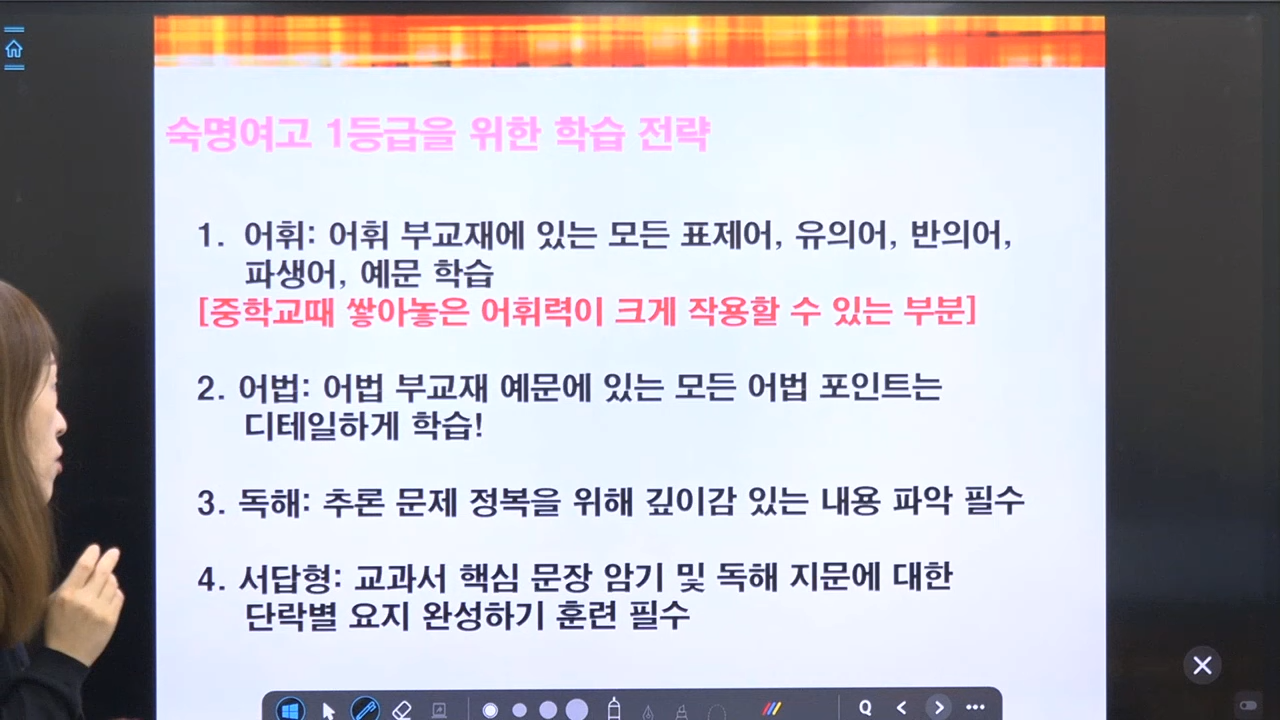 숙명여고 1등급을 위한 학습 전략
1. 어휘: 어휘 부교재에 있는 모든 표제어, 유의어, 반의어,
파생어, 예문 학습
[중학교때 쌓아놓은 어휘력이 크게 작용할 수 있는 부분]
2. 어법: 어법 부교재 예문에 있는 모든 어법 포인트는
디테일하게 학습!
3. 독해: 추론 문제 정복을 위해 깊이감 있는 내용 파악 필수
4. 서답형: 교과서 핵심 문장 암기 및 독해 지문에 대한
단락별 요지 완성하기 훈련 필수